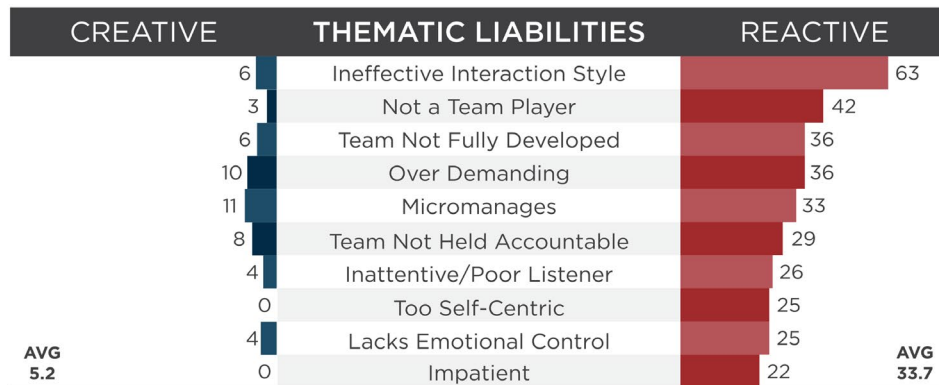 CREATIVE THEMATIC LIABILITIES REACTIVE
6 Ineffective Interaction Style 63
3 Not a Team Player 42
6 Team Not Fully Developed 36
10 Over Demanding 36
11 Micromanages 33
8 Team Not Held Accountable 29
4 Inattentive/Poor Listener 26
0 Too Self-Centric 25
4 Lacks Emotional Control 25
0 Impatient 22
AVG
5.2
AVG
33.7